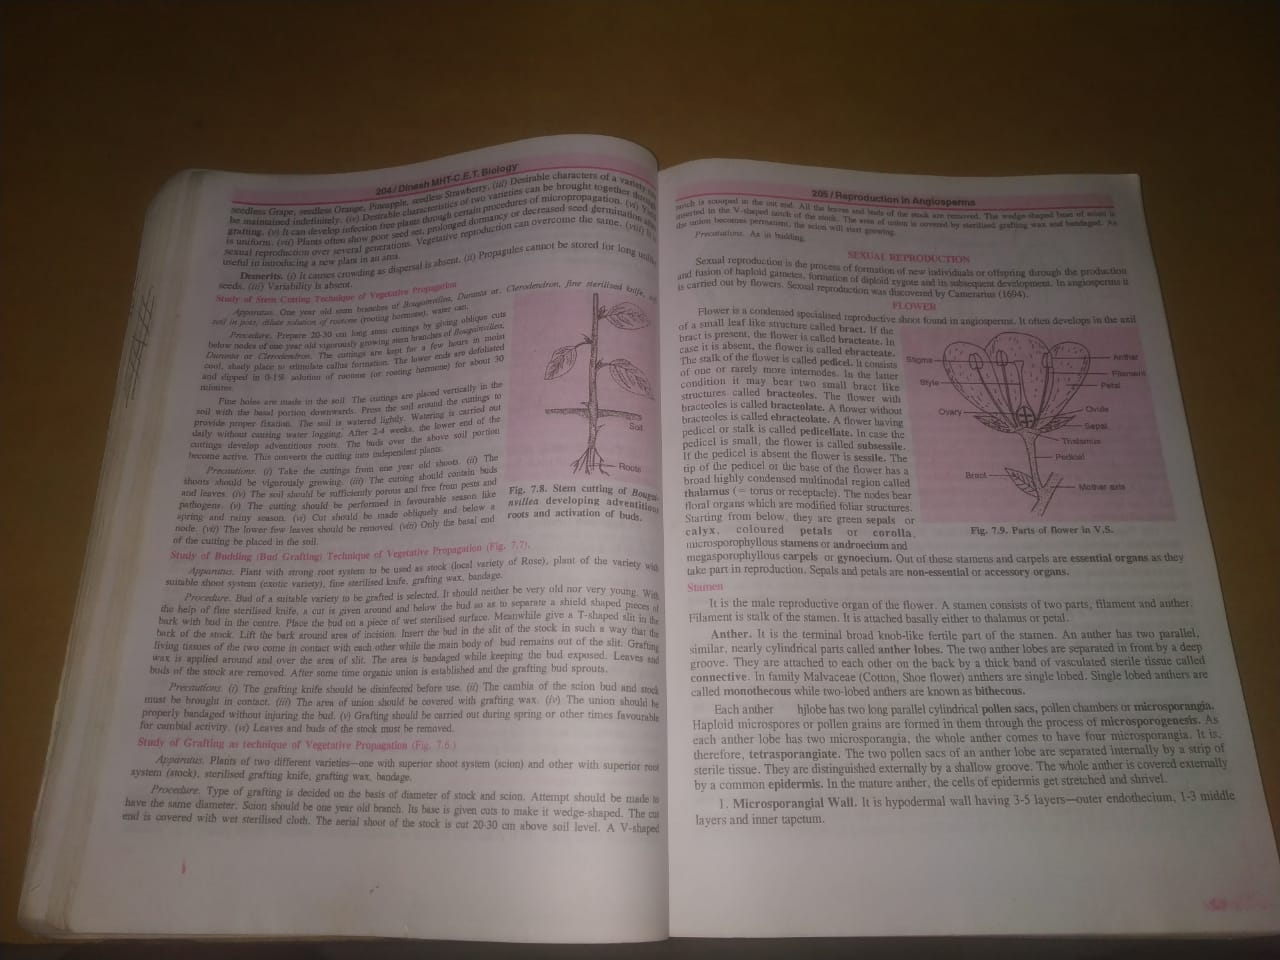 204 / Dinesh MHT-C.E.T. Biology
seedless Grape, seedless Orange, Pineapple, seedless Strawberry. (iii) Desirable characters of a variety
be maintained indefinitely. (iv) Desirable characteristics of two varieties can be brought together through
grafting. (v) It can develop infection free plants through certain procedures of micropropagation. (vi)
is uniform. (vii) Plants often show poor seed set, prolonged dormancy or decreased seed germination
sexual reproduction over several generations. Vegetative reproduction can overcome the same. (viii) It is
useful in introducing a new plant in an area.
Demerits. (i) It causes crowding as dispersal is absent. (ii) Propagules cannot be stored for long unlike
seeds. (iii) Variability is absent.
Study of Stem Cutting Technique of Vegetative Propagation
Apparatus. One year old stem branches of Bougainvillea, Duranta or, Clerodendron, fine sterilised knife,
soil in pots, dilute solution of rootone (rooting hormone), water can.
Procedure. Prepare 20-30 cm long stem cuttings by giving oblique cuts
below nodes of one year old vigorously growing stem branches of Bougainvillea,
Duranta or Clerodendron. The cuttings are kept for a few hours in moist
cool, shady place to stimulate callus formation. The lower ends are defoliated
and dipped in 0·1% solution of rootone (or rooting hormone) for about 30
minutes.
Fine holes are made in the soil. The cuttings are placed vertically in the
soil with the basal portion downwards. Press the soil around the cuttings to
provide proper fixation. The soil is watered lightly. Watering is carried out
daily without causing water logging. After 2-4 weeks, the lower end of the
cuttings develop adventitious roots. The buds over the above soil portion
become active. This converts the cutting into independent plants.
Precautions. (i) Take the cuttings from one year old shoots. (ii) The
shoots should be vigorously growing. (iii) The cutting should contain buds
and leaves. (iv) The soil should be sufficiently porous and free from pests and
pathogens. (v) The cutting should be performed in favourable season like
spring and rainy season. (vi) Cut should be made obliquely and below a
node. (vii) The lower few leaves should be removed. (viii) Only the basal end
of the cutting be placed in the soil.
Soil
Roots
Fig. 7.8. Stem cutting of Bougai-
nvillea developing adventitious
roots and activation of buds.
Study of Budding (Bud Grafting) Technique of Vegetative Propagation (Fig. 7.7).
Apparatus. Plant with strong root system to be used as stock (local variety of Rose), plant of the variety with
suitable shoot system (exotic variety), fine sterilised knife, grafting wax, bandage.
Procedure. Bud of a suitable variety to be grafted is selected. It should neither be very old nor very young. With
the help of fine sterilised knife, a cut is given around and below the bud so as to separate a shield shaped pieces of
bark with bud in the centre. Place the bud on a piece of wet sterilised surface. Meanwhile give a T-shaped slit in the
bark of the stock. Lift the bark around area of incision. Insert the bud in the slit of the stock in such a way that the
living tissues of the two come in contact with each other while the main body of bud remains out of the slit. Grafting
wax is applied around and over the area of slit. The area is bandaged while keeping the bud exposed. Leaves and
buds of the stock are removed. After some time organic union is established and the grafting bud sprouts.
Precautions. (i) The grafting knife should be disinfected before use. (ii) The cambia of the scion bud and stock
must be brought in contact. (iii) The area of union should be covered with grafting wax. (iv) The union should be
properly bandaged without injuring the bud. (v) Grafting should be carried out during spring or other times favourable
for cambial activity. (vi) Leaves and buds of the stock must be removed.
Study of Grafting as technique of Vegetative Propagation (Fig. 7.6.)
Apparatus. Plants of two different varieties—one with superior shoot system (scion) and other with superior root
system (stock), sterilised grafting knife, grafting wax, bandage.
Procedure. Type of grafting is decided on the basis of diameter of stock and scion. Attempt should be made to
have the same diameter. Scion should be one year old branch. Its base is given cuts to make it wedge-shaped. The cut
end is covered with wet sterilised cloth. The aerial shoot of the stock is cut 20-30 cm above soil level. A V-shaped
205 / Reproduction in Angiosperms
notch is scooped in the cut end. All the leaves and buds of the stock are removed. The wedge-shaped base of scion is
inserted in the V-shaped notch of the stock. The area of union is covered by sterilised grafting wax and bandaged. As
the union becomes permanent, the scion will start growing.
Precautions. As in budding.
SEXUAL REPRODUCTION
Sexual reproduction is the process of formation of new individuals or offspring through the production
and fusion of haploid gametes, formation of diploid zygote and its subsequent development. In angiosperms it
is carried out by flowers. Sexual reproduction was discovered by Camerarius (1694).
FLOWER
Flower is a condensed specialised reproductive shoot found in angiosperms. It often develops in the axil
of a small leaf like structure called bract. If the
bract is present, the flower is called bracteate. In
case it is absent, the flower is called ebracteate.
The stalk of the flower is called pedicel. It consists
of one or rarely more internodes. In the latter
condition it may bear two small bract like
structures called bracteoles. The flower with
bracteoles is called bracteolate. A flower without
bracteoles is called ebracteolate. A flower having
pedicel or stalk is called pedicellate. In case the
pedicel is small, the flower is called subsessile.
If the pedicel is absent the flower is sessile. The
tip of the pedicel or the base of the flower has a
broad highly condensed multinodal region called
thalamus (= torus or receptacle). The nodes bear
floral organs which are modified foliar structures.
Starting from below, they are green sepals or
calyx, coloured petals or corolla,
microsporophyllous stamens or androecium and
megasporophyllous carpels or gynoecium. Out of these stamens and carpels are essential organs as they
take part in reproduction. Sepals and petals are non-essential or accessory organs.
Stigma
Style
Ovary
Bract
Anther
Filament
Petal
Ovule
Sepal
Thalamus
Pedicel
Mother axis
Fig. 7.9. Parts of flower in V.S.
Stamen
It is the male reproductive organ of the flower. A stamen consists of two parts, filament and anther.
Filament is stalk of the stamen. It is attached basally either to thalamus or petal.
Anther. It is the terminal broad knob-like fertile part of the stamen. An anther has two parallel,
similar, nearly cylindrical parts called anther lobes. The two anther lobes are separated in front by a deep
groove. They are attached to each other on the back by a thick band of vasculated sterile tissue called
connective. In family Malvaceae (Cotton, Shoe flower) anthers are single lobed. Single lobed anthers are
called monothecous while two-lobed anthers are known as bithecous.
Each anther hjlobe has two long parallel cylindrical pollen sacs, pollen chambers or microsporangia.
Haploid microspores or pollen grains are formed in them through the process of microsporogenesis. As
each anther lobe has two microsporangia, the whole anther comes to have four microsporangia. It is,
therefore, tetrasporangiate. The two pollen sacs of an anther lobe are separated internally by a strip of
sterile tissue. They are distinguished externally by a shallow groove. The whole anther is covered externally
by a common epidermis. In the mature anther, the cells of epidermis get stretched and shrivel.
1. Microsporangial Wall. It is hypodermal wall having 3-5 layers—outer endothecium, 1-3 middle
layers and inner tapetum.